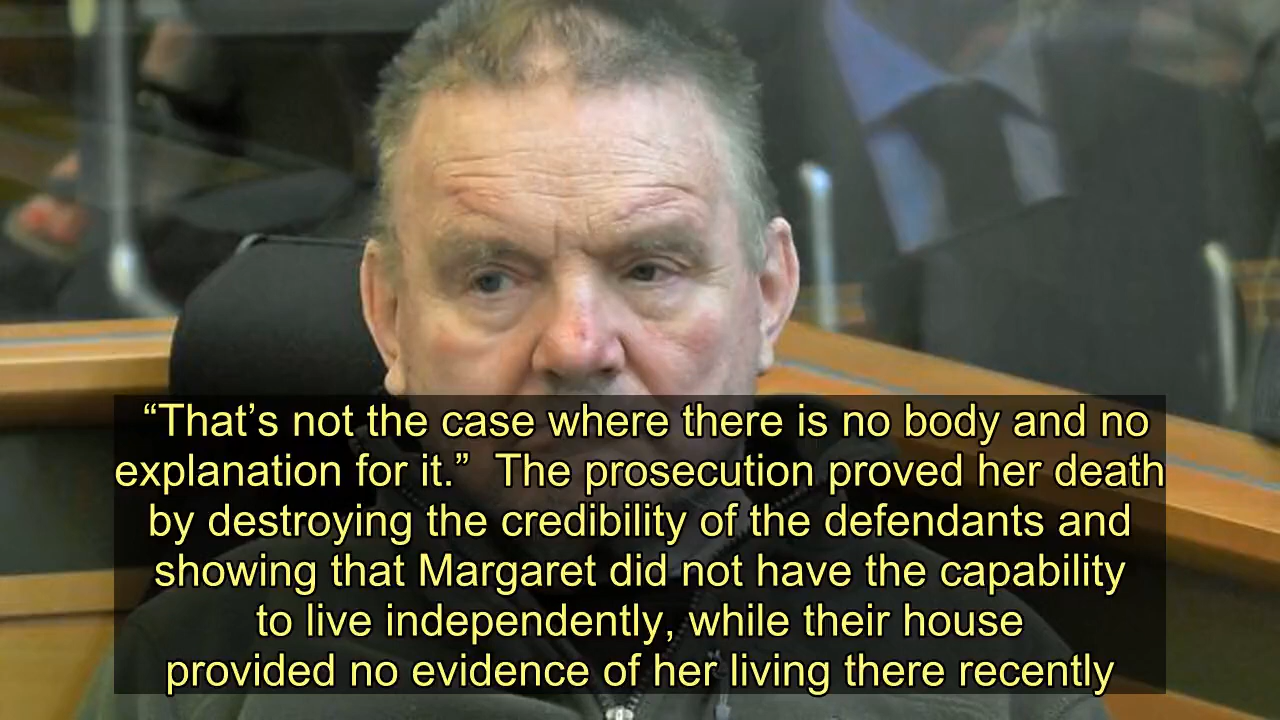 “That’s not the case where there is no body and no
explanation for it.”  The prosecution proved her death
by destroying the credibility of the defendants and
showing that Margaret did not have the capability
to live independently, while their house
provided no evidence of her living there recently